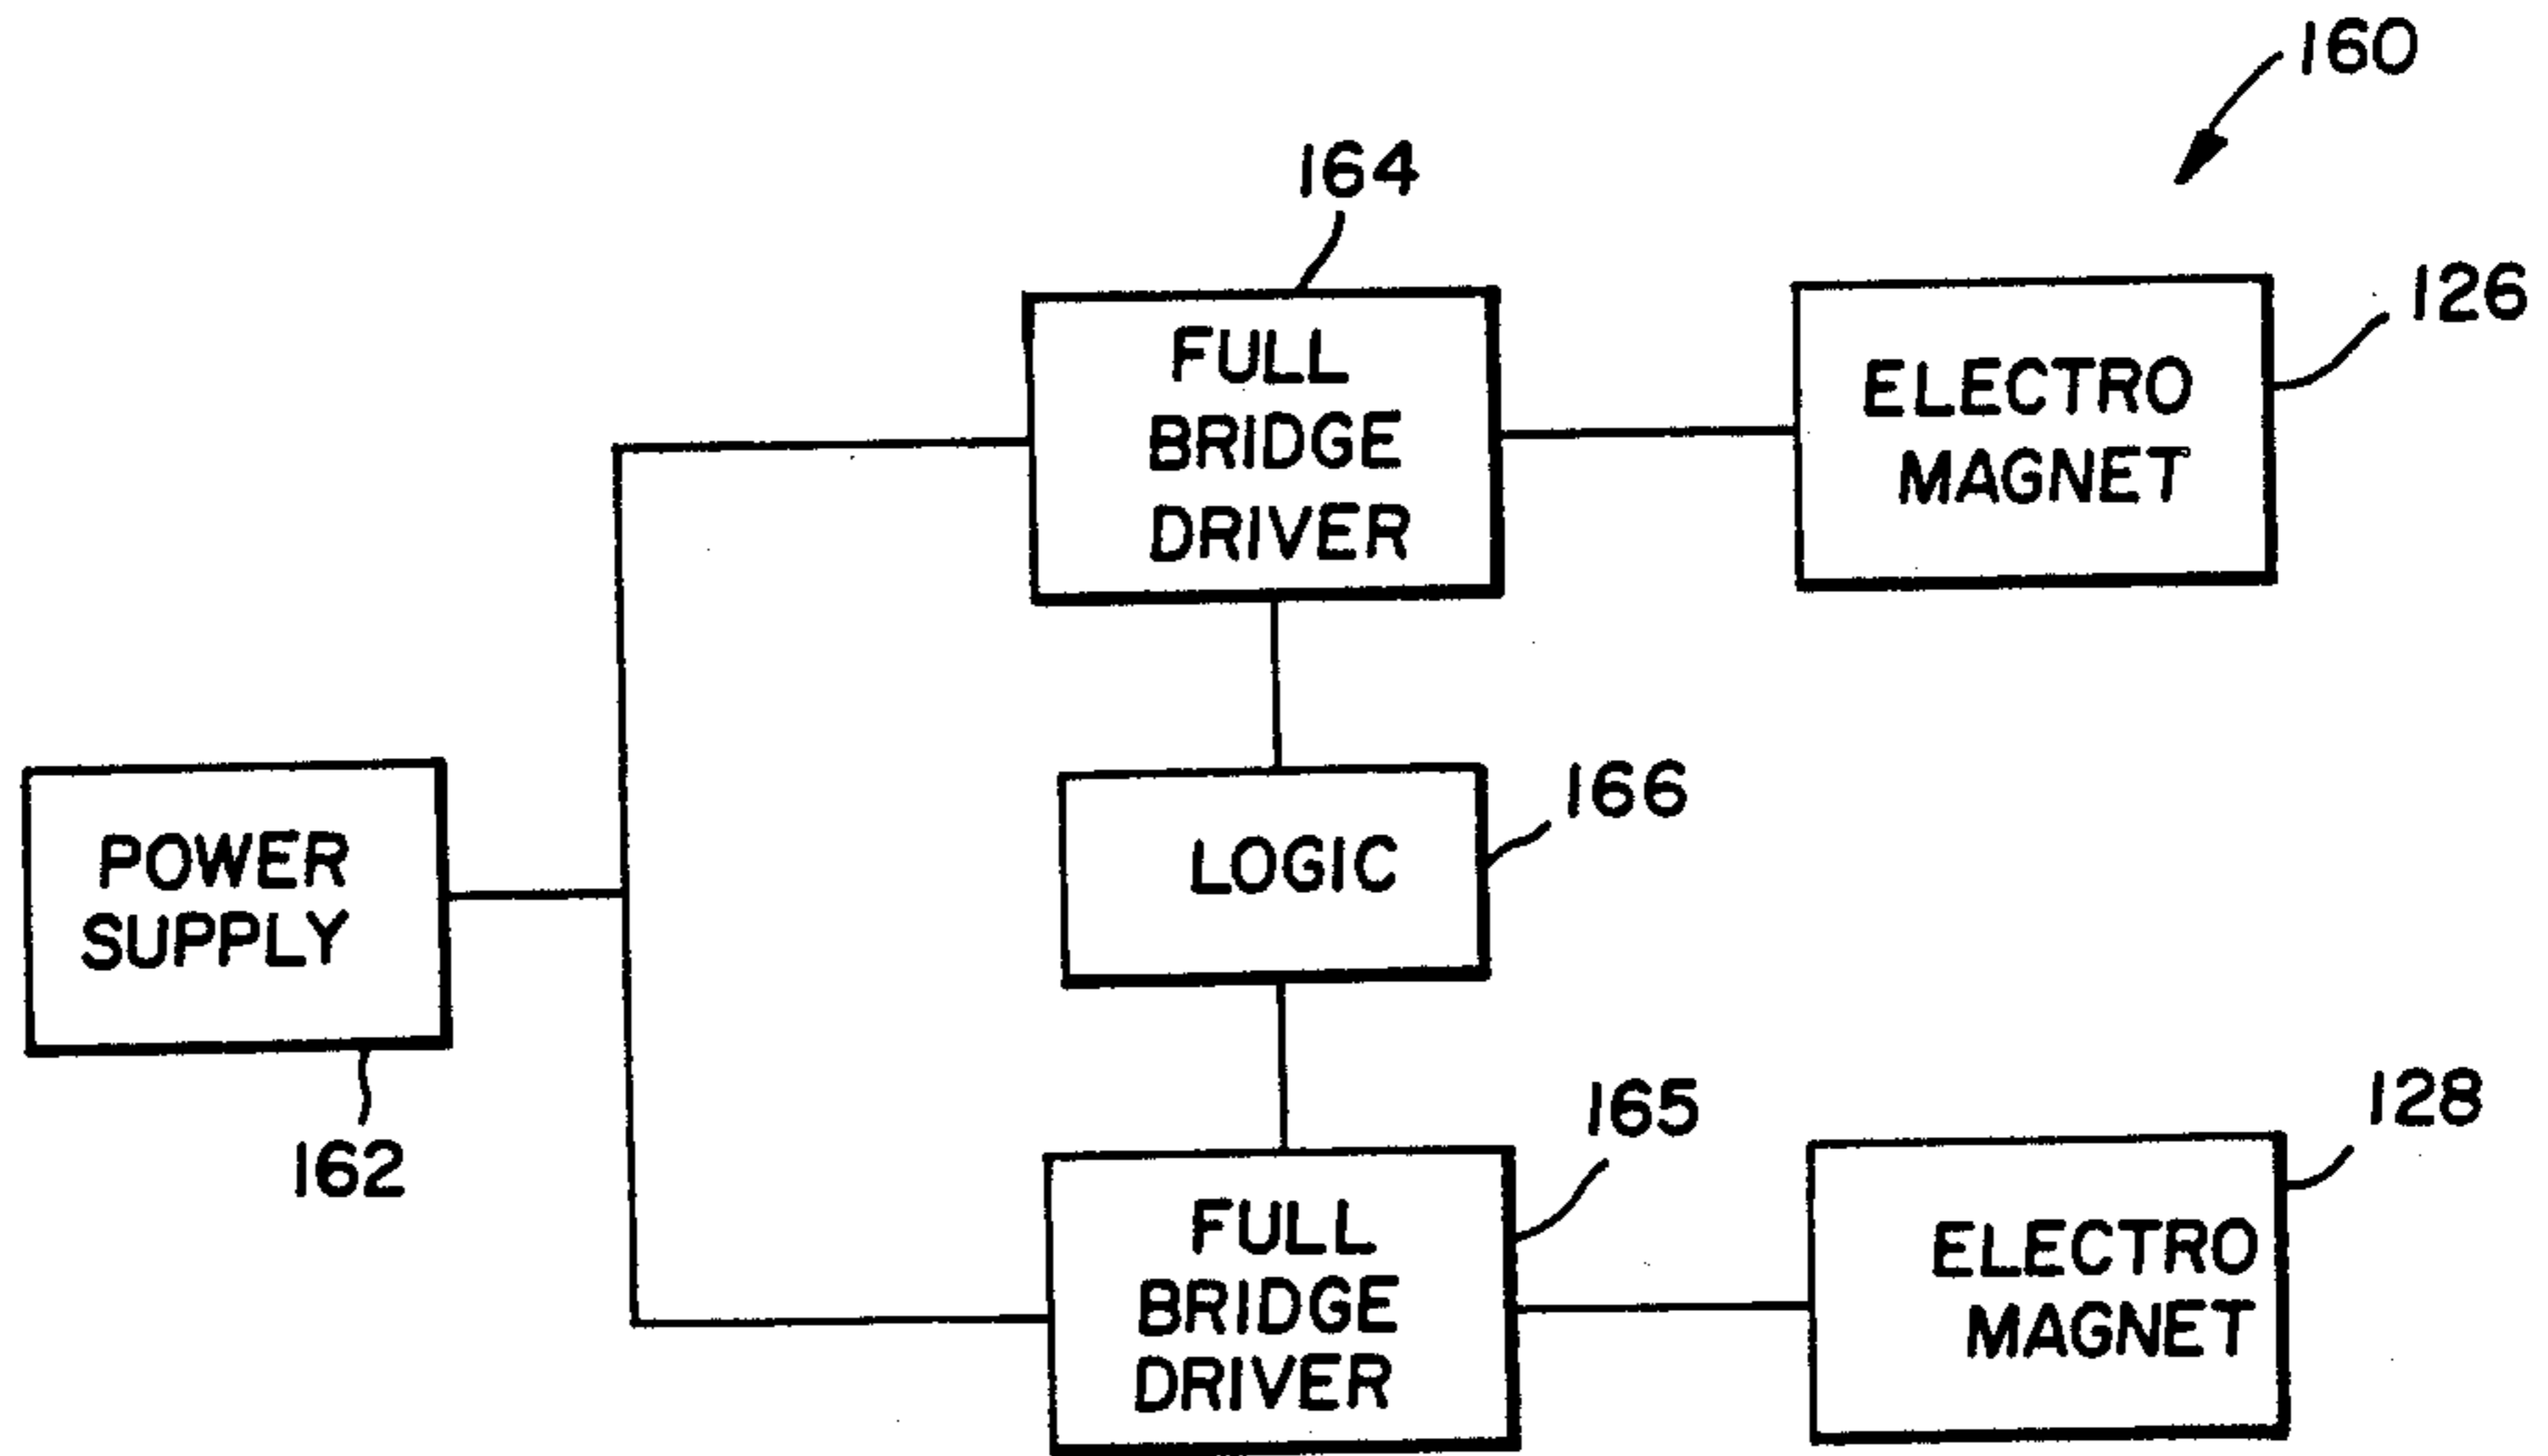 160
164
FULL
BRIDGE
DRIVER
126
ELECTRO
MAGNET
POWER
SUPPLY
162
LOGIC
166
165
FULL
BRIDGE
DRIVER
128
ELECTRO
MAGNET